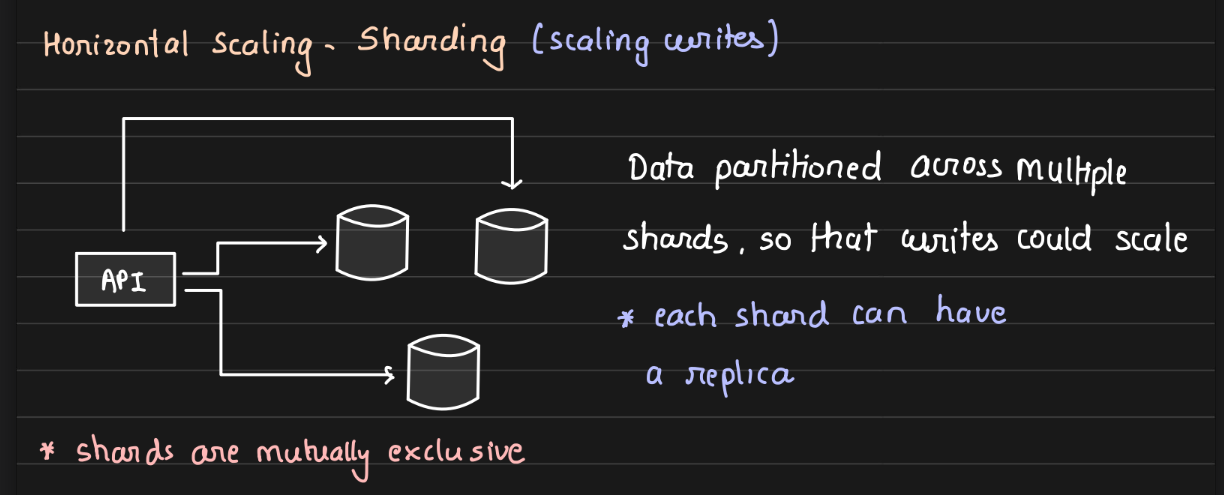 Horizontal Scaling - Sharding (scaling writes)
Data partitioned across multiple
shards, so that writes could scale
API
* each shard can have
a replica
* shards are mutually exclusive